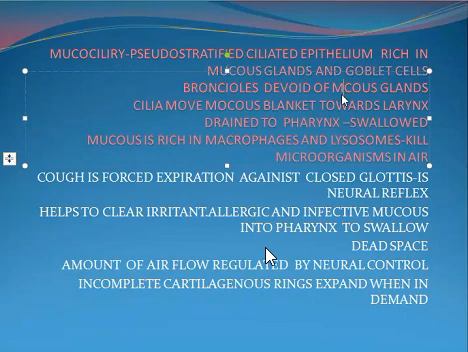 MUCOCILIRY-PSEUDOSTRATIFIED CILIATED EPITHELIUM RICH IN
MUCOUS GLANDS AND GOBLET CELLS
BRONCIOLES DEVOID OF MCOUS GLANDS
CILIA MOVE MOCOUS BLANKET TOWARDS LARYNX
DRAINED TO PHARYNX –SWALLOWED
MUCOUS IS RICH IN MACROPHAGES AND LYSOSOMES-KILL
MICROORGANISMS IN AIR
COUGH IS FORCED EXPIRATION AGAINIST CLOSED GLOTTIS-IS
NEURAL REFLEX
HELPS TO CLEAR IRRITANT.ALLERGIC AND INFECTIVE MUCOUS
INTO PHARYNX TO SWALLOW
DEAD SPACE
AMOUNT OF AIR FLOW REGULATED BY NEURAL CONTROL
INCOMPLETE CARTILAGENOUS RINGS EXPAND WHEN IN
DEMAND